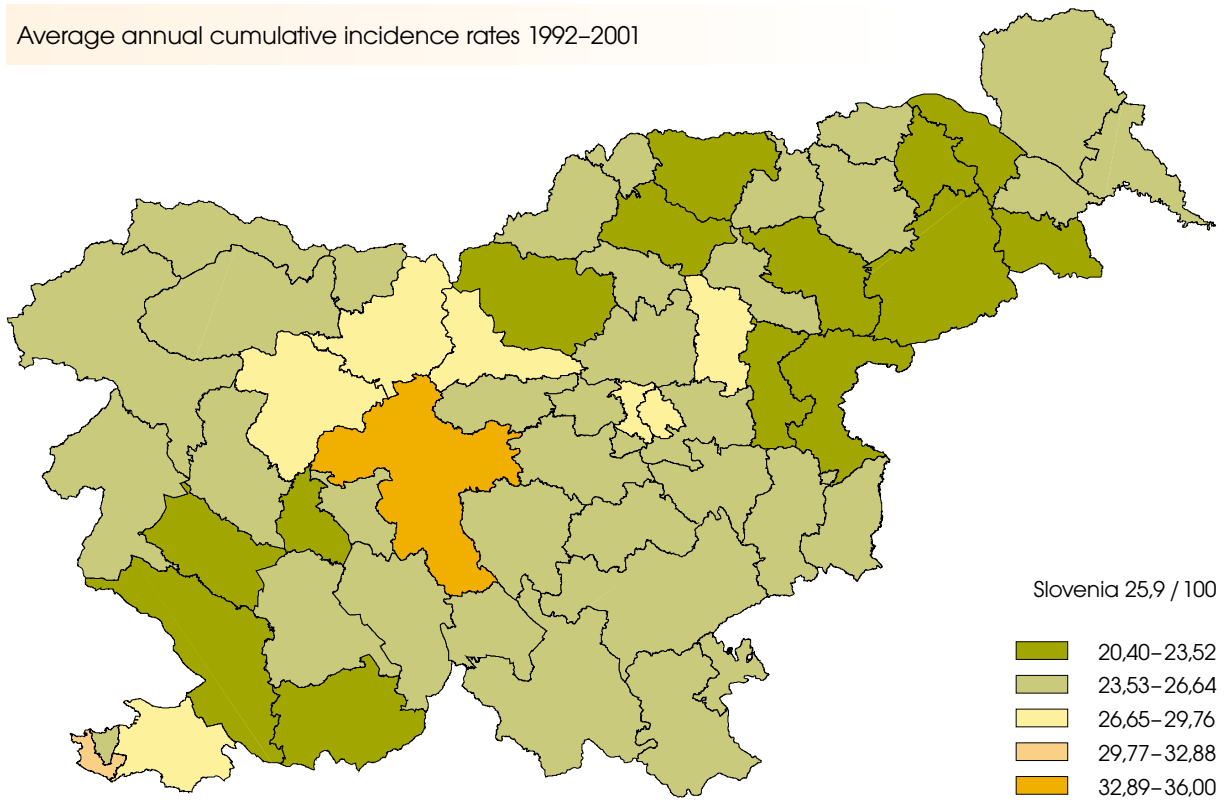 Average annual cumulative incidence rates 1992–2001
Slovenia 25,9 / 100
20,40–23,52
23,53–26,64
26,65–29,76
29,77–32,88
32,89–36,00